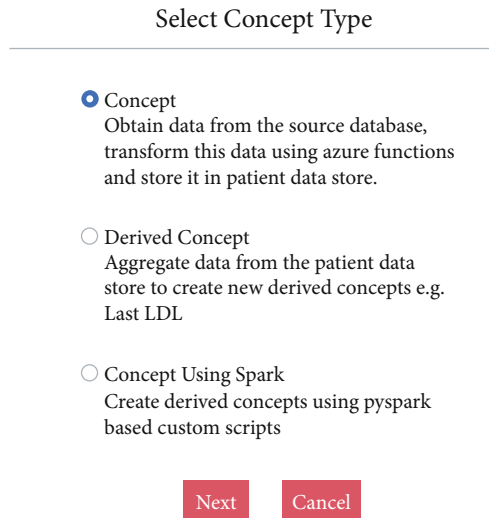 Select Concept Type
Concept
Obtain data from the source database,
transform this data using azure functions
and store it in patient data store.
Derived Concept
Aggregate data from the patient data
store to create new derived concepts e.g.
Last LDL
Concept Using Spark
Create derived concepts using pyspark
based custom scripts
Next Cancel